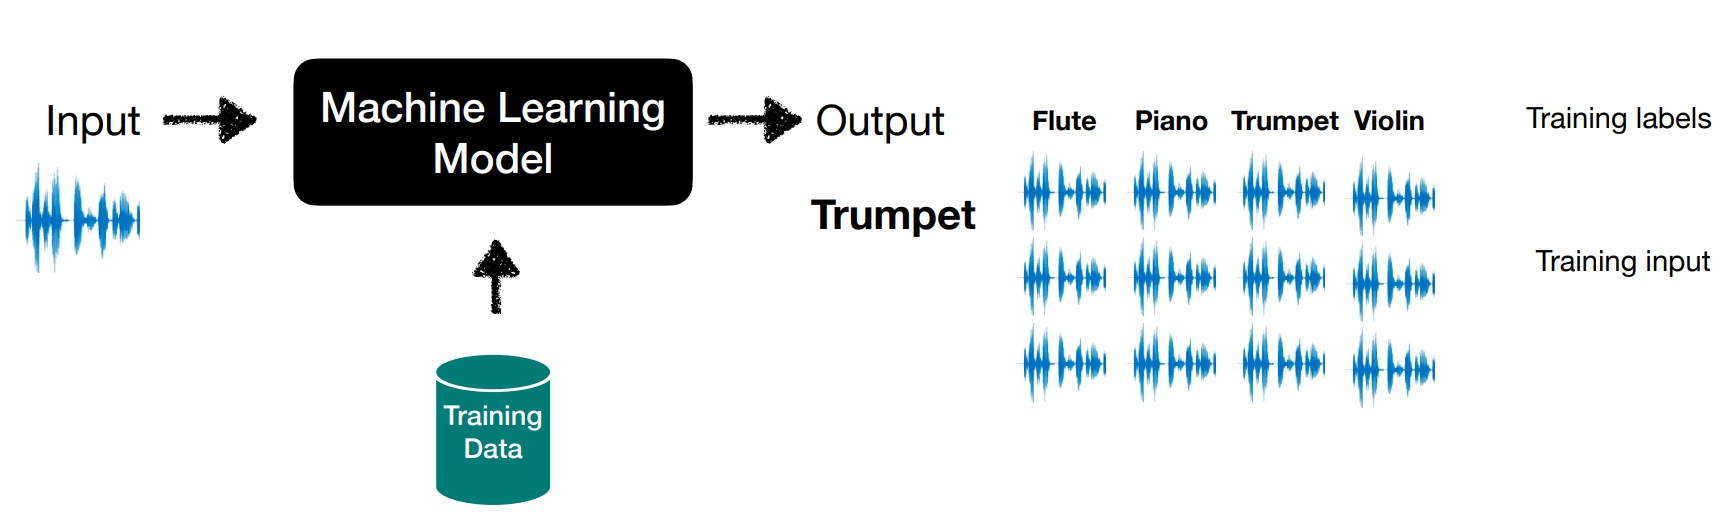 Input
Machine Learning
Model
Output
Trumpet
Training
Data
Flute Piano Trumpet Violin
Training labels
Training input